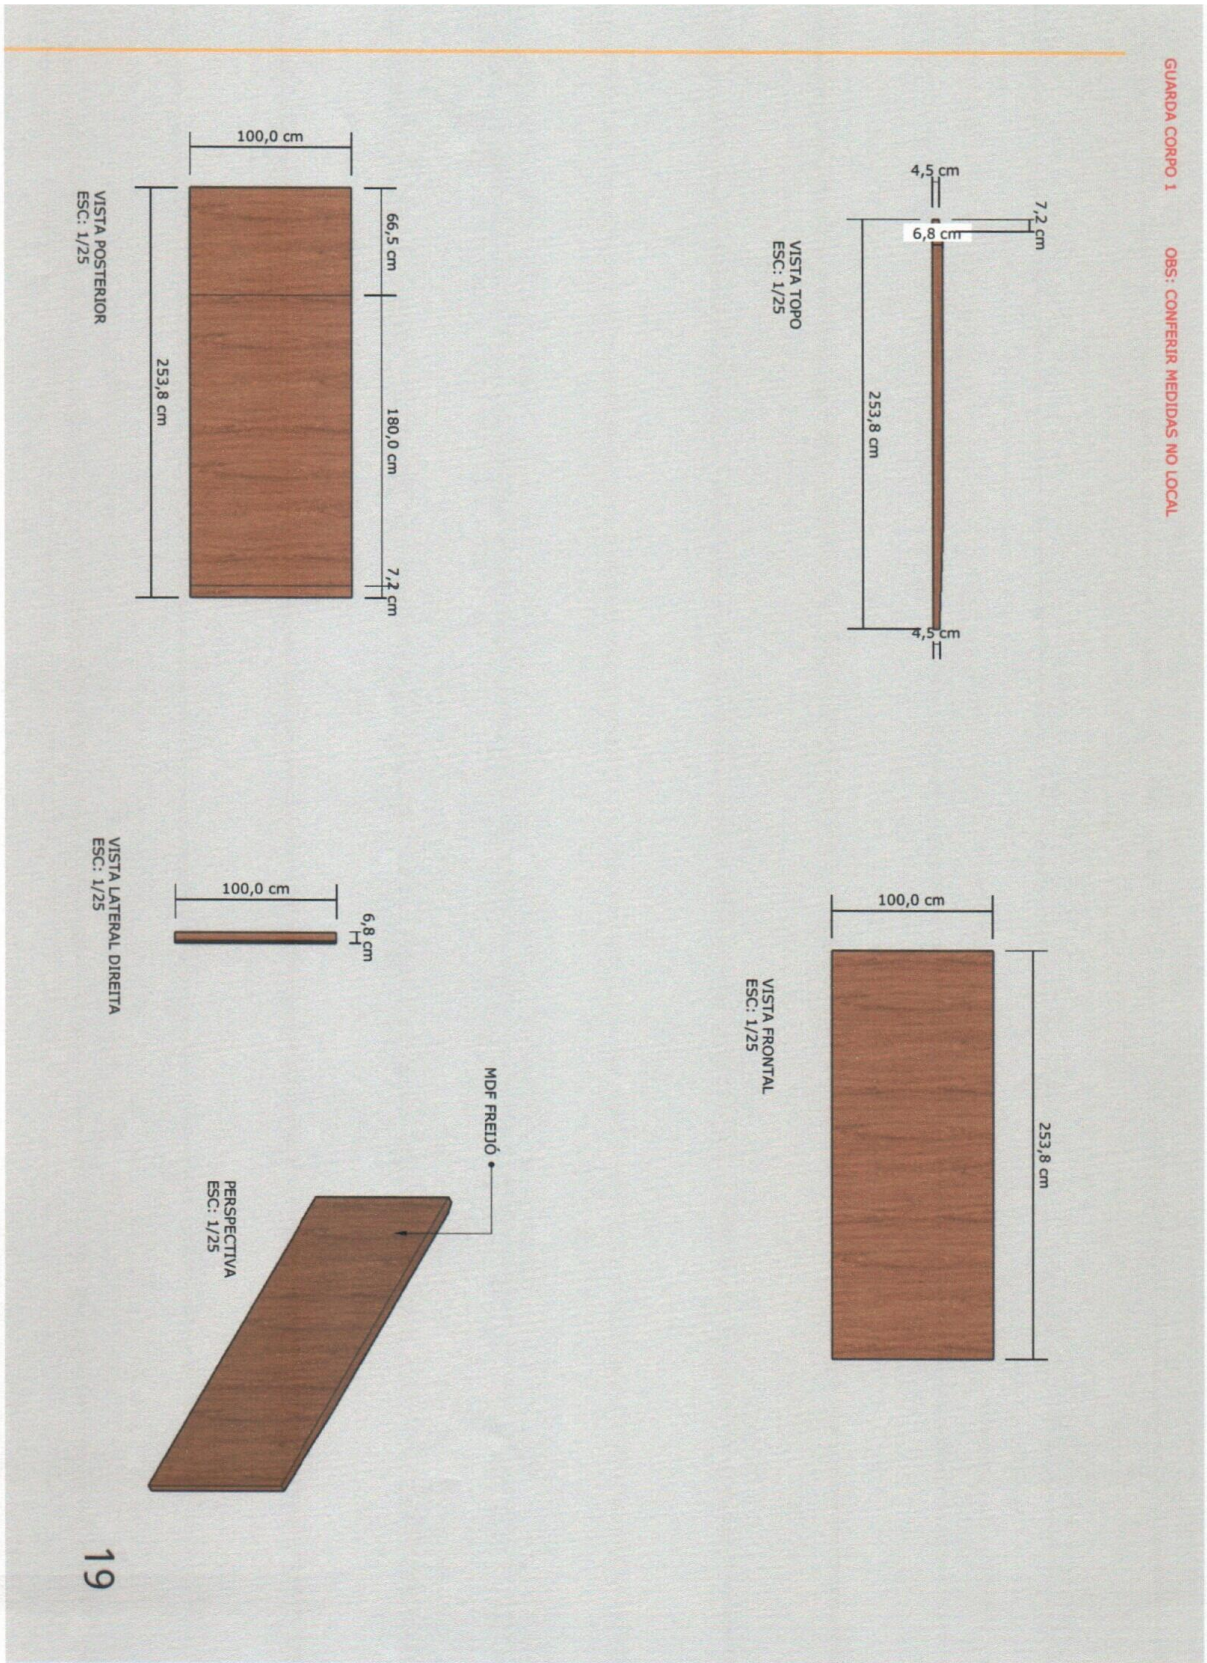 GUARDA CORPO 1 OBS: CONFERIR MEDIDAS NO LOCAL
7,2 cm
4,5 cm
6,8 cm
253,8 cm
4,5 cm
VISTA TOPO
ESC: 1/25
100,0 cm
253,8 cm
VISTA FRONTAL
ESC: 1/25
66,5 cm
180,0 cm
7,2 cm
100,0 cm
253,8 cm
VISTA POSTERIOR
ESC: 1/25
100,0 cm
6,8 cm
VISTA LATERAL DIREITA
ESC: 1/25
MDF FREIJÓ
PERSPECTIVA
ESC: 1/25
19